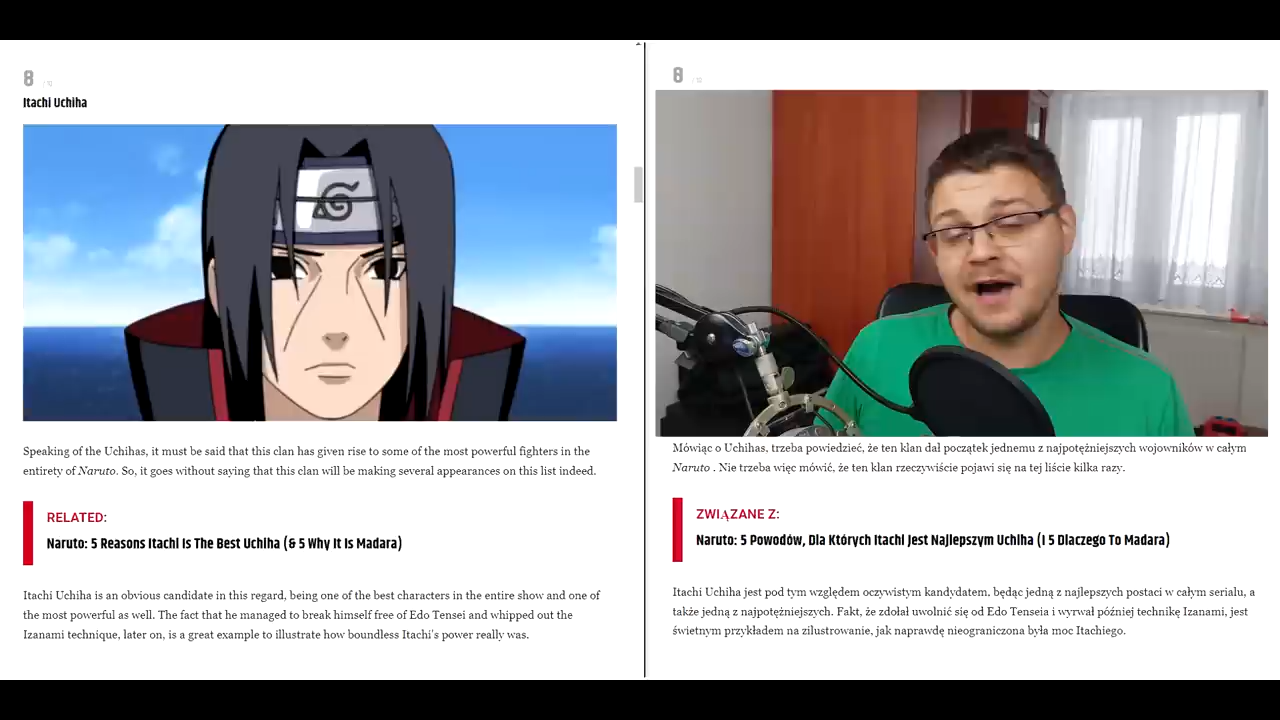 8 / 10
Itachi Uchiha
Speaking of the Uchihas, it must be said that this clan has given rise to some of the most powerful fighters in the
entirety of Naruto. So, it goes without saying that this clan will be making several appearances on this list indeed.
RELATED:
Naruto: 5 Reasons Itachi Is The Best Uchiha (& 5 Why It Is Madara)
Itachi Uchiha is an obvious candidate in this regard, being one of the best characters in the entire show and one of
the most powerful as well. The fact that he managed to break himself free of Edo Tensei and whipped out the
Izanami technique, later on, is a great example to illustrate how boundless Itachi's power really was.
8 / 10
Mówiąc o Uchihas, trzeba powiedzieć, że ten klan dał początek jednemu z najpotężniejszych wojowników w całym
Naruto . Nie trzeba więc mówić, że ten klan rzeczywiście pojawi się na tej liście kilka razy.
ZWIĄZANE Z:
Naruto: 5 Powodów, Dla Których Itachi Jest Najlepszym Uchiha (I 5 Dlaczego To Madara)
Itachi Uchiha jest pod tym względem oczywistym kandydatem, będąc jedną z najlepszych postaci w całym serialu, a
także jedną z najpotężniejszych. Fakt, że zdołał uwolnić się od Edo Tenseia i wyrwał później technikę Izanami, jest
świetnym przykładem na zilustrowanie, jak naprawdę nieograniczona była moc Itachiego.